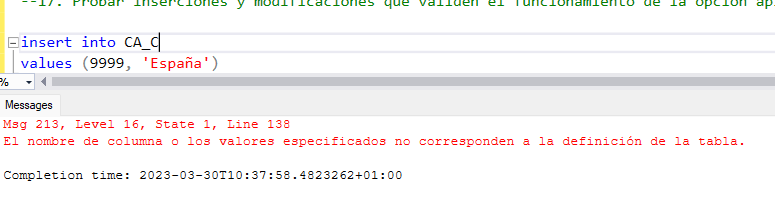 --17. Probar inserciones y modificaciones que validen el funcionamiento de la opción
insert into CA_C
values (9999, 'España')
%
Messages
Msg 213, Level 16, State 1, Line 138
El nombre de columna o los valores especificados no corresponden a la definición de la tabla.
Completion time: 2023-03-30T10:37:58.4823262+01:00